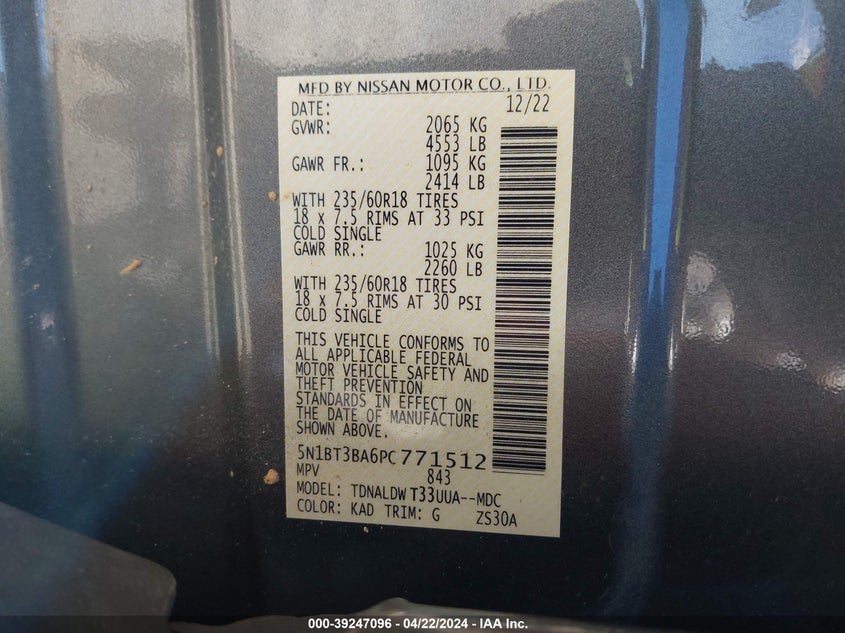 MFD BY NISSAN MOTOR CO., LTD.
DATE: 12/22
GVWR: 2065 KG
4553 LB
GAWR FR.: 1095 KG
2414 LB
WITH 235/60R18 TIRES
18 x 7.5 RIMS AT 33 PSI
COLD SINGLE
GAWR RR.: 1025 KG
2260 LB
WITH 235/60R18 TIRES
18 x 7.5 RIMS AT 30 PSI
COLD SINGLE
THIS VEHICLE CONFORMS TO
ALL APPLICABLE FEDERAL
MOTOR VEHICLE SAFETY AND
THEFT PREVENTION
STANDARDS IN EFFECT ON
THE DATE OF MANUFACTURE
SHOWN ABOVE.
5N1BT3BA6PC771512
MPV 843
MODEL: TDNALDW T33UUA--MDC
COLOR: KAD TRIM: G ZS30A
000-39247096 - 04/22/2024 - IAA Inc.